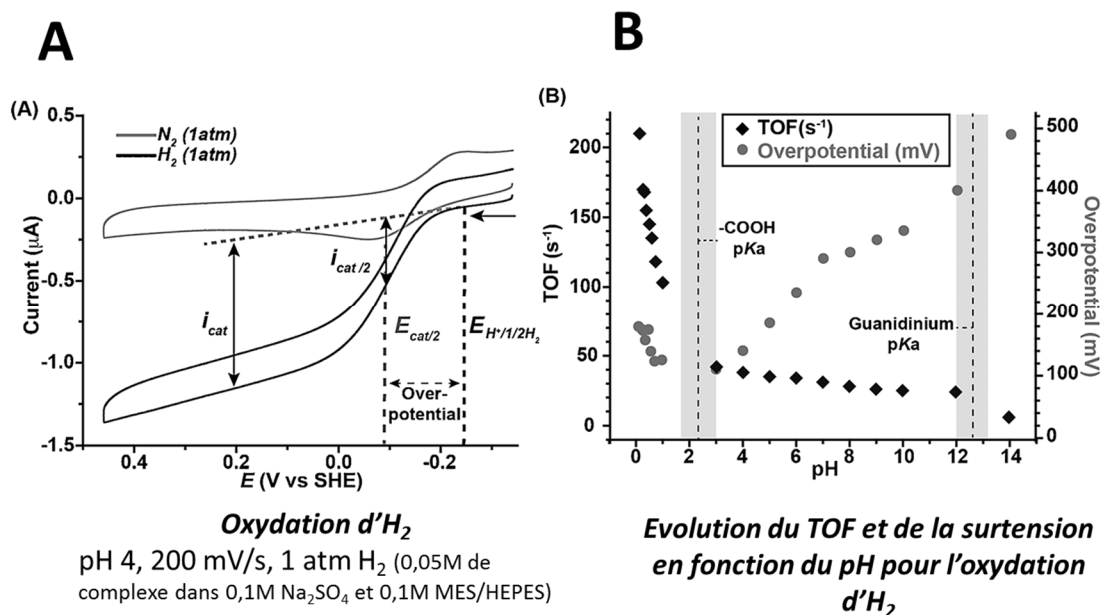 A
B
(A)
0.5
0.0
-0.5
-1.0
-1.5
Current (μA)
N₂ (1atm)
H₂ (1atm)
i_cat/2
i_cat
E_cat/2
E_H⁺/1/2H₂
Over-
potential
0.4
0.2
0.0
-0.2
E (V vs SHE)
(B)
TOF(s⁻¹)
Overpotential (mV)
200
150
100
50
0
TOF (s⁻¹)
-COOH
pKa
Guanidinium
pKa
500
400
300
200
100
0
Overpotential (mV)
0
2
4
6
8
10
12
14
pH
Oxydation d’H₂
pH 4, 200 mV/s, 1 atm H₂ (0,05M de
complexe dans 0,1M Na₂SO₄ et 0,1M MES/HEPES)
Evolution du TOF et de la surtension
en fonction du pH pour l’oxydation
d’H₂